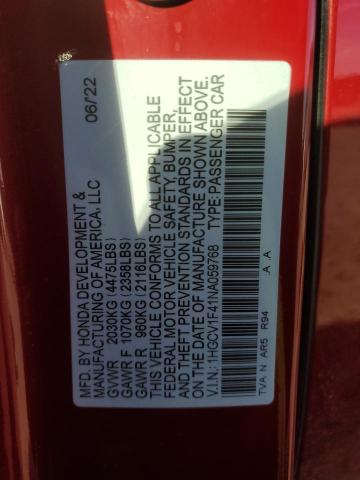 MFD. BY HONDA DEVELOPMENT & 06/22
MANUFACTURING OF AMERICA, LLC
GVWR 2030KG (4475LBS)
GAWR F 1070KG (2358LBS)
GAWR R 960KG (2116LBS)
THIS VEHICLE CONFORMS TO ALL APPLICABLE
FEDERAL MOTOR VEHICLE SAFETY, BUMPER,
AND THEFT PREVENTION STANDARDS IN EFFECT
ON THE DATE OF MANUFACTURE SHOWN ABOVE.
V.I.N.: 1HGCV1F41NA059768 TYPE:PASSENGER CAR
TVA: N AR5 R94 .A .A